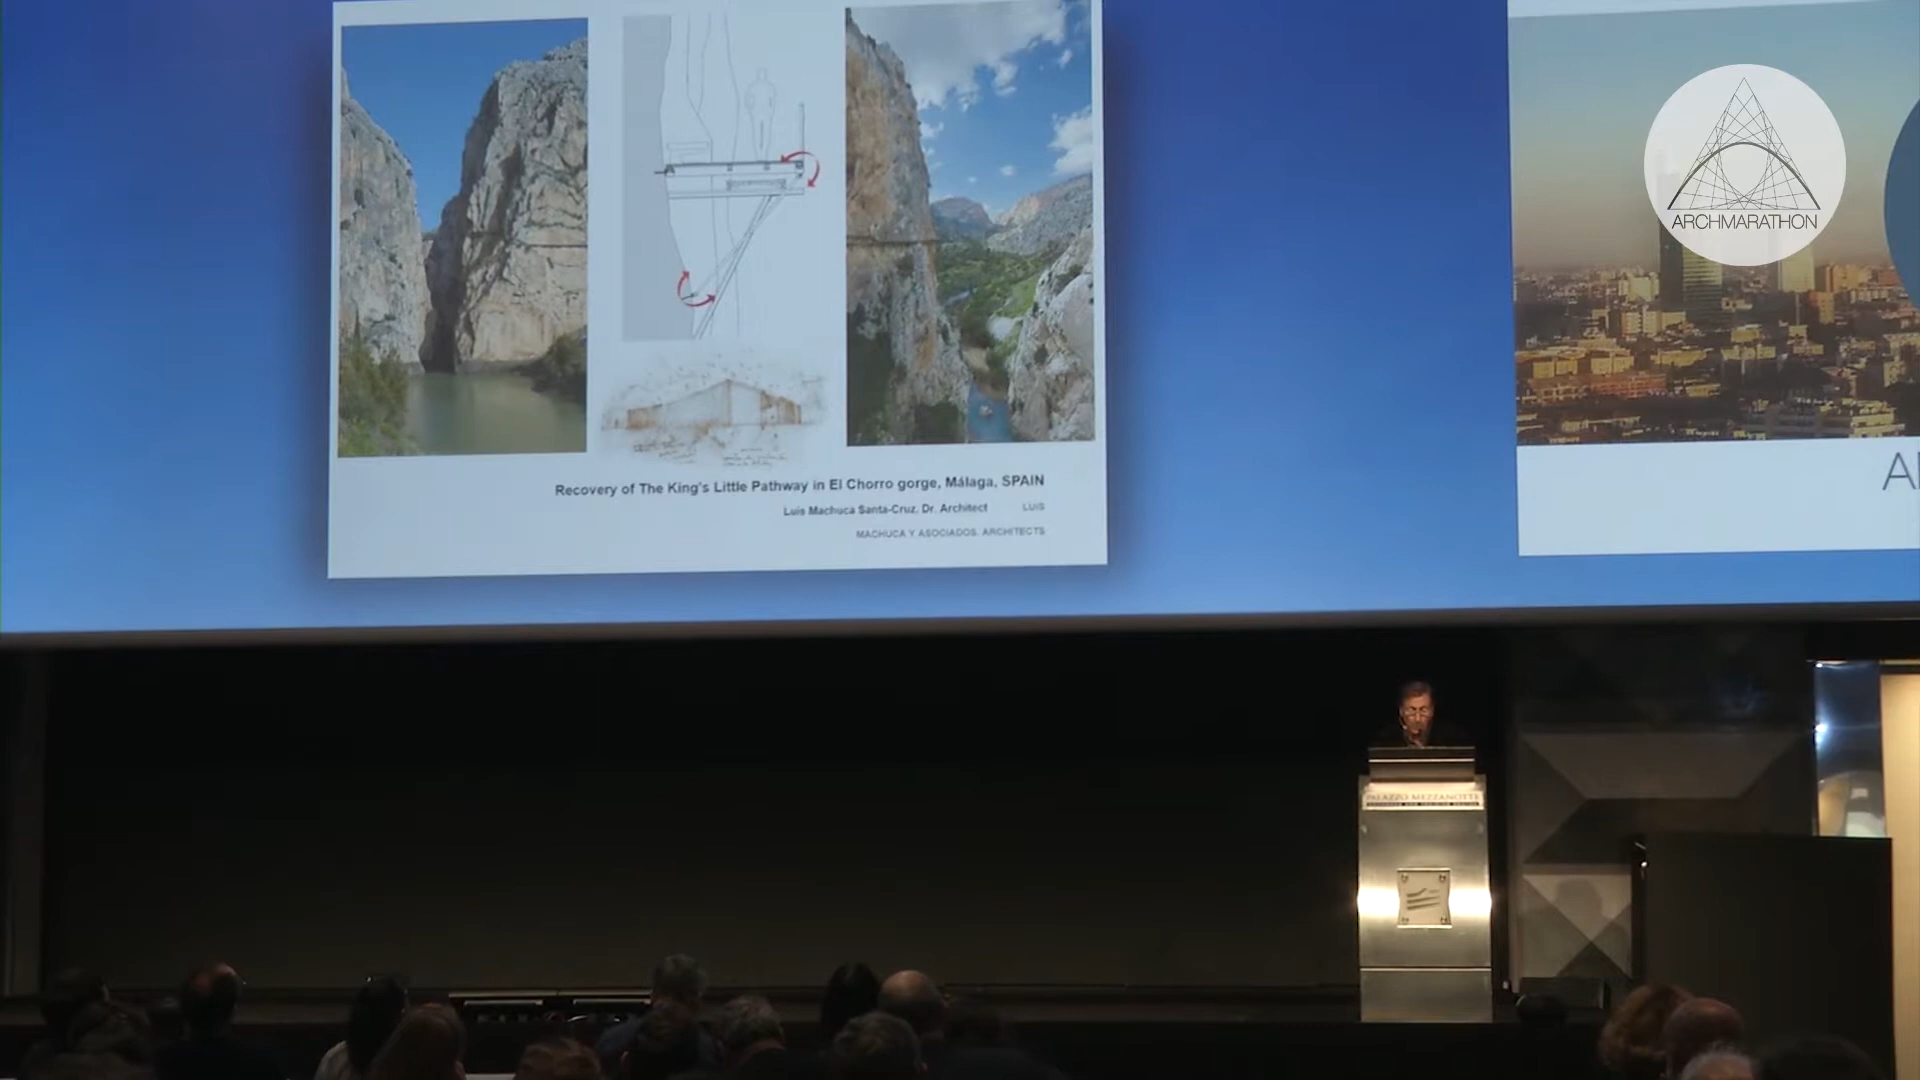 Recovery of The King's Little Pathway in El Chorro gorge, Málaga, SPAIN
Luis Machuca Santa-Cruz. Dr. Architect LUIS
MACHUCA Y ASOCIADOS. ARCHITECTS
ARCHMARATHON
PALAZZO MEZZANOTTE